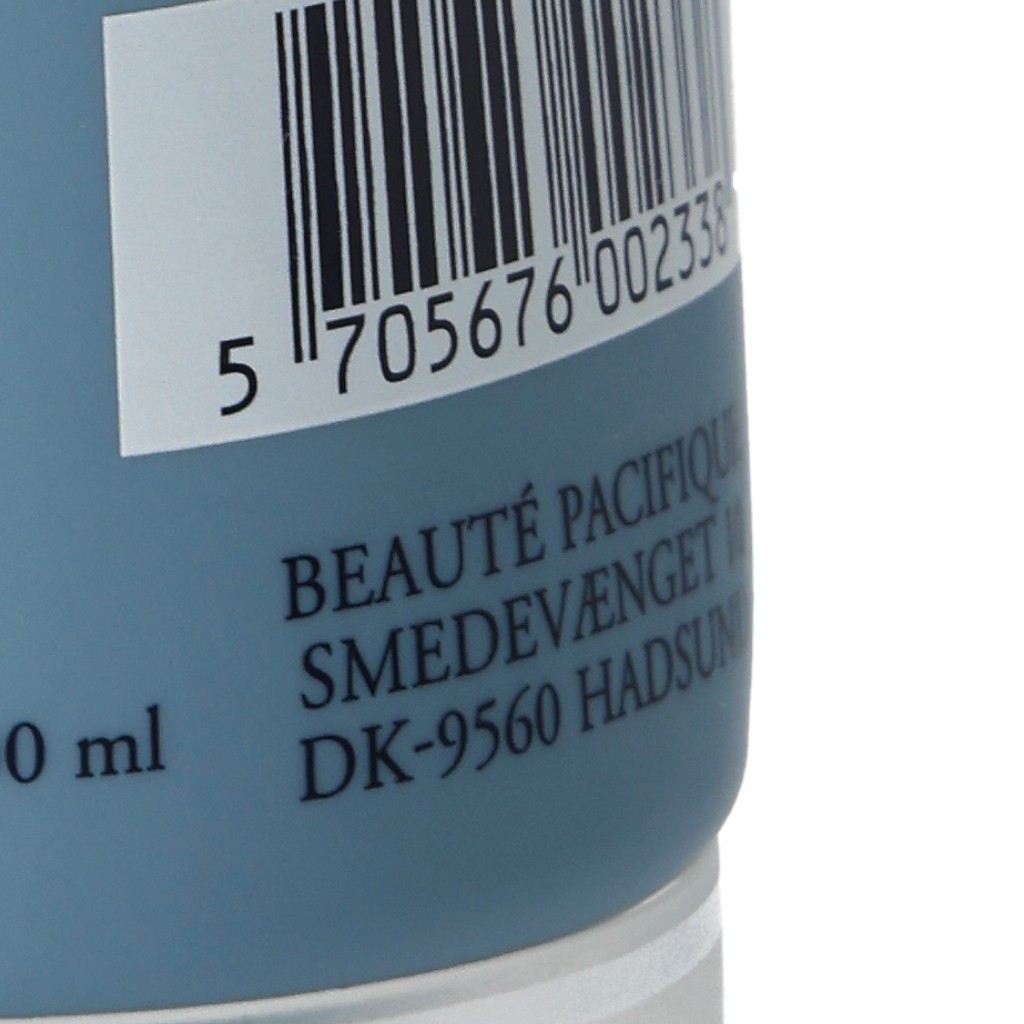 5 705676 002338
BEAUTÉ PACIFIQUE
SMEDEVÆNGET
DK-9560 HADSUN
0 ml